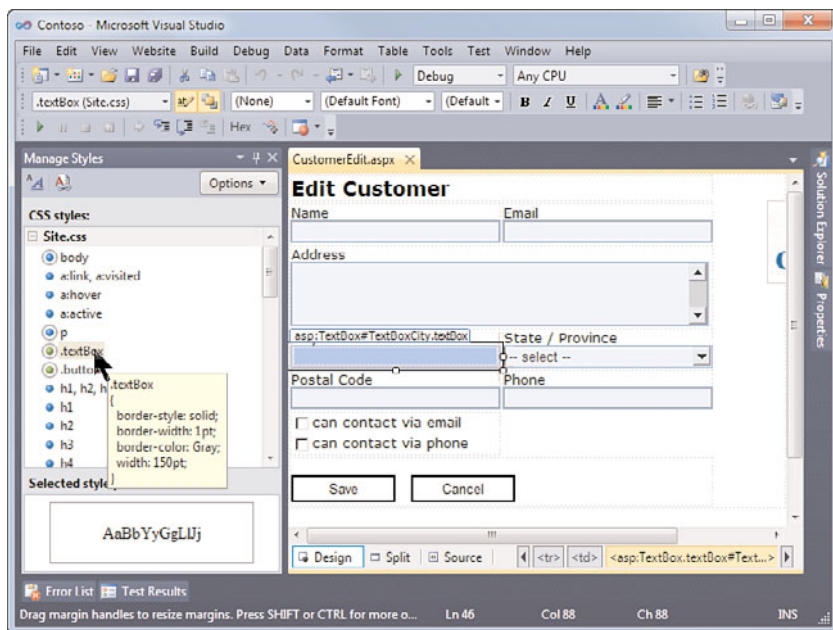 Contoso - Microsoft Visual Studio
File Edit View Website Build Debug Data Format Table Tools Test Window Help
Debug Any CPU
.textBox (Site.css) (None) (Default Font) (Default B I U A
Hex
Manage Styles
CustomerEdit.aspx
Options
CSS styles:
Site.css
body
a:link, a:visited
a:hover
a:active
p
.textBox
.button
h1, h2, h
h1
h2
h3
h4
.textBox
{
border-style: solid;
border-width: 1pt;
border-color: Gray;
width: 150pt;
}
Selected style
AaBbYyGgLlJj
Edit Customer
Name Email
Address
asp:TextBox#TextBoxCity.textBox
State / Province
-- select --
Postal Code Phone
can contact via email
can contact via phone
Save Cancel
Design Split Source <tr> <td> <asp:TextBox.textBox#Text...>
Solution Explorer
Properties
Error List Test Results
Drag margin handles to resize margins. Press SHIFT or CTRL for more o... Ln 46 Col 88 Ch 88 INS